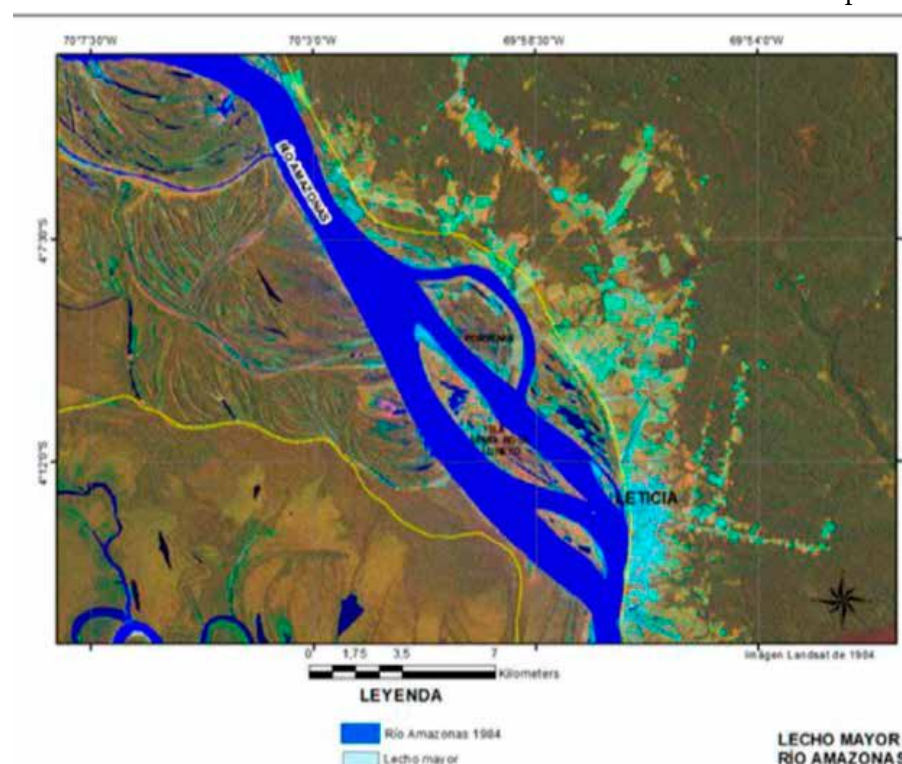 70°7'30"W 70°3'0"W 69°58'30"W 69°54'0"W
RÍO AMAZONAS
4°7'30"S
4°12'0"S
LETICIA
Imágen Landsat de 1984
0 1,75 3,5 7
Kilometers
LEYENDA
Río Amazonas 1984
Lecho mayor
LECHO MAYOR
RÍO AMAZONAS